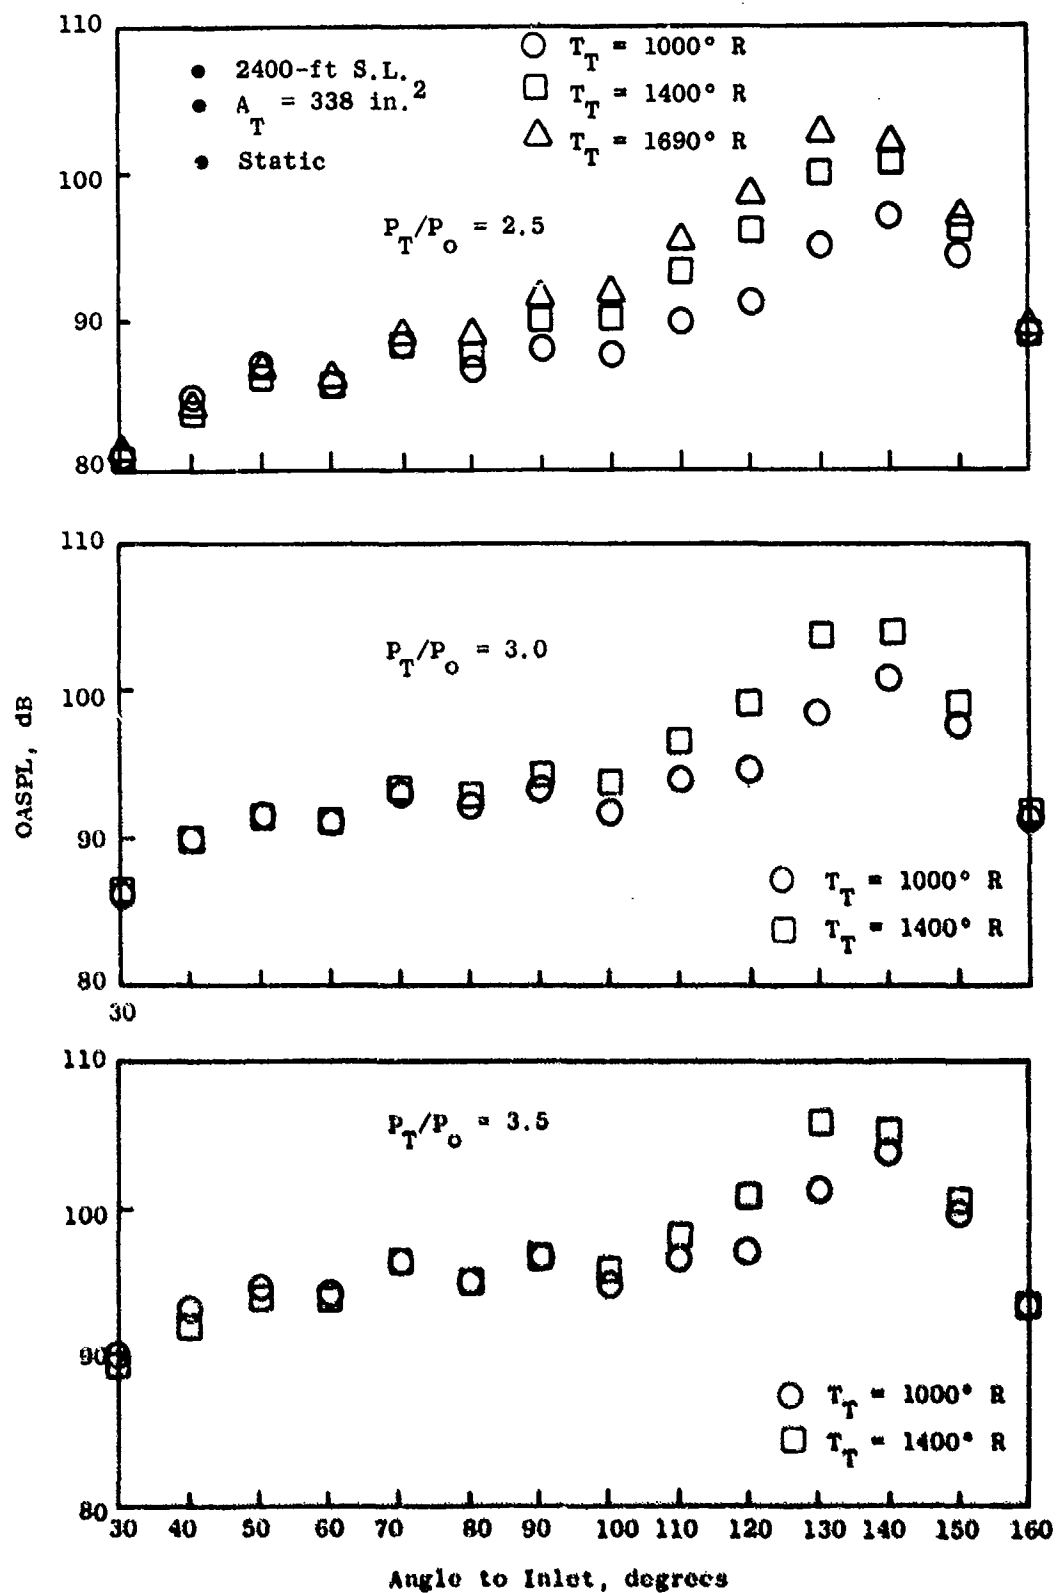 110
● 2400-ft S.L.
● A_T = 338 in.²
● Static
○ T_T = 1000° R
□ T_T = 1400° R
△ T_T = 1690° R
P_T/P_o = 2.5
100
90
80
110
P_T/P_o = 3.0
100
90
80
○ T_T = 1000° R
□ T_T = 1400° R
30
OASPL, dB
110
P_T/P_o = 3.5
100
90
80
○ T_T = 1000° R
□ T_T = 1400° R
30 40 50 60 70 80 90 100 110 120 130 140 150 160
Angle to Inlet, degrees